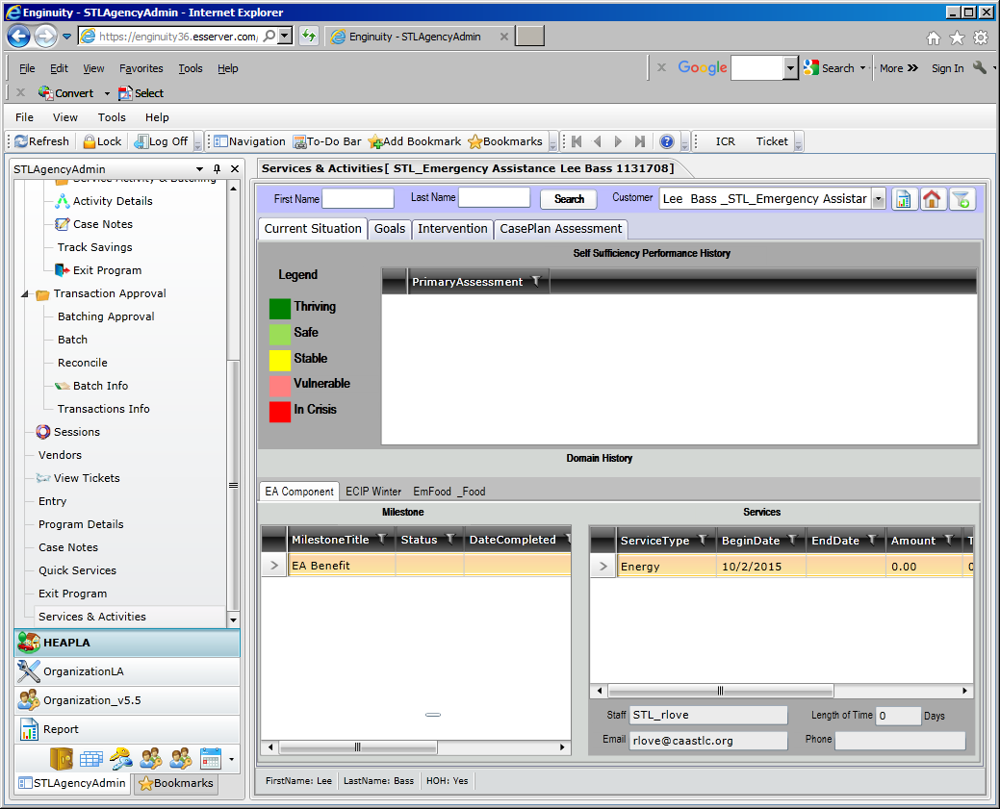 Enginuity - STLAgencyAdmin - Internet Explorer
https://enginuity36.esserver.com/ Enginuity - STLAgencyAdmin
File Edit View Favorites Tools Help
Google Search More Sign In
Convert Select
File View Tools Help
Refresh Lock Log Off Navigation To-Do Bar Add Bookmark Bookmarks ICR Ticket
STLAgencyAdmin
Service Activity & Batching
Activity Details
Case Notes
Track Savings
Exit Program
Transaction Approval
Batching Approval
Batch
Reconcile
Batch Info
Transactions Info
Sessions
Vendors
View Tickets
Entry
Program Details
Case Notes
Quick Services
Exit Program
Services & Activities
HEAPLA
OrganizationLA
Organization_v5.5
Report
STLAgencyAdmin Bookmarks
Services & Activities[ STL_Emergency Assistance Lee Bass 1131708]
First Name Last Name Search Customer Lee Bass _STL_Emergency Assistar
Current Situation Goals Intervention CasePlan Assessment
Self Sufficiency Performance History
Legend
Thriving
Safe
Stable
Vulnerable
In Crisis
PrimaryAssessment
Domain History
EA Component ECIP Winter EmFood _Food
Milestone
MilestoneTitle Status DateCompleted
EA Benefit
Services
ServiceType BeginDate EndDate Amount T
Energy 10/2/2015 0.00 0
Staff STL_rlove Length of Time 0 Days
Email rlove@caastlc.org Phone
FirstName: Lee LastName: Bass HOH: Yes